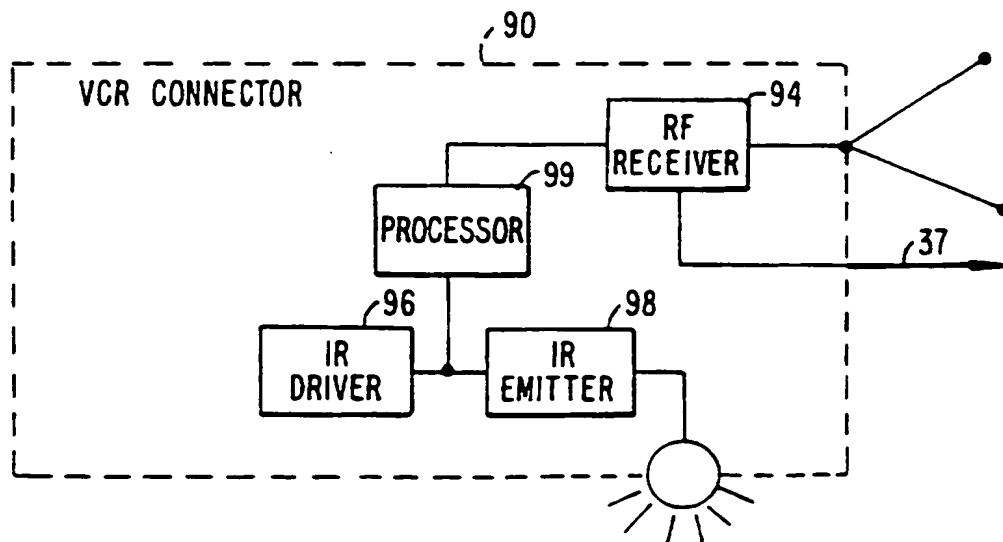 90
VCR CONNECTOR
94
RF
RECEIVER
99
PROCESSOR
37
96
98
IR
DRIVER
IR
EMITTER